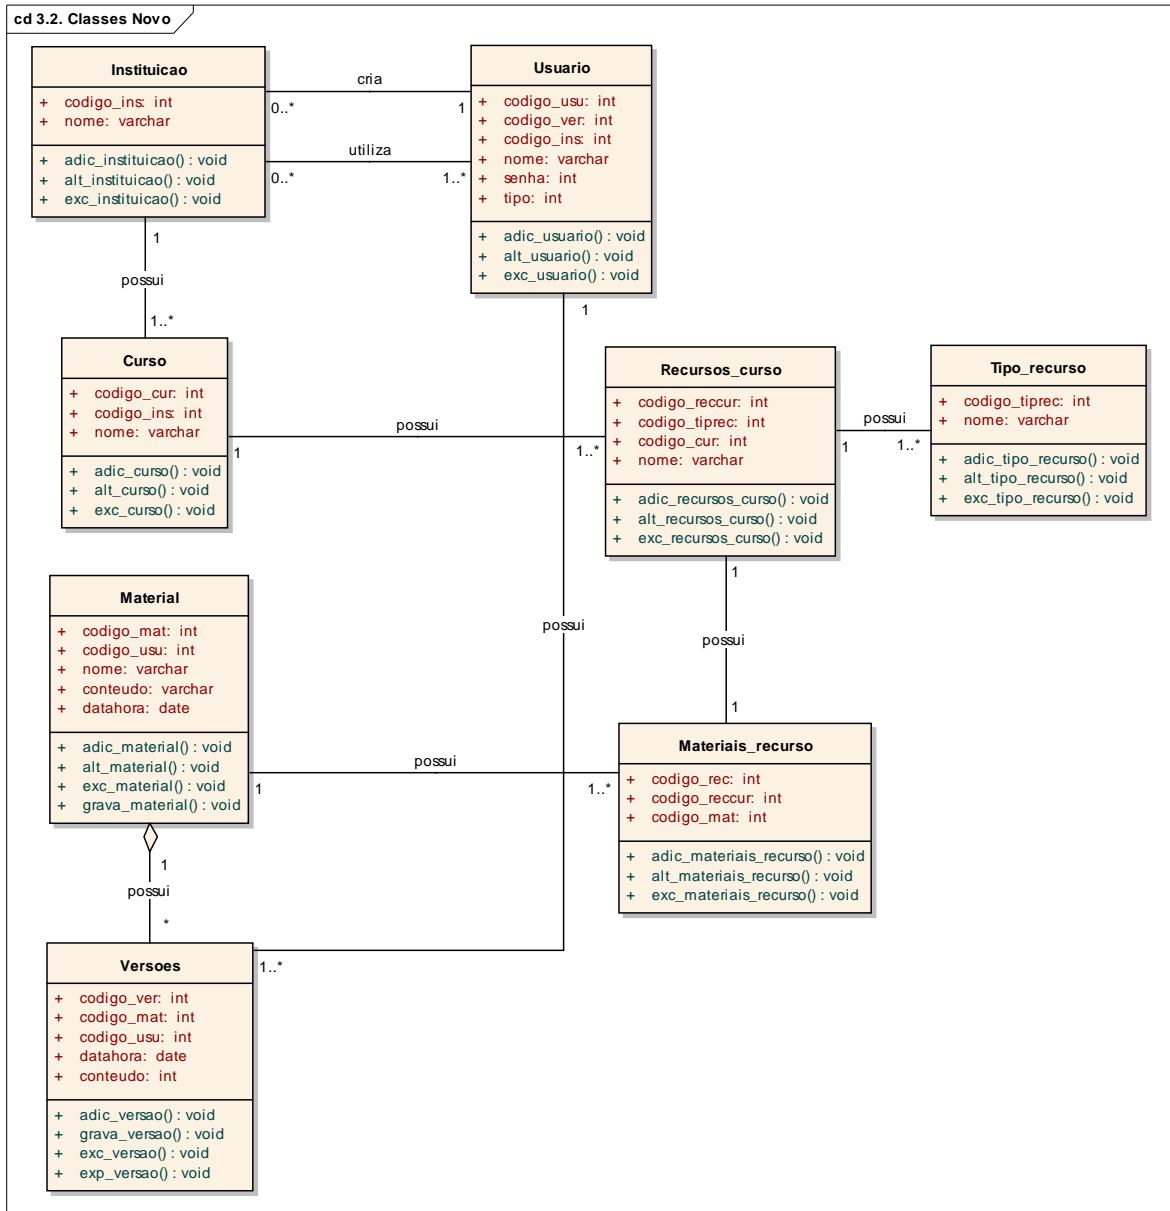 cd 3.2. Classes Novo
Instituicao
+ codigo_ins: int
+ nome: varchar
+ adic_instituicao() : void
+ alt_instituicao() : void
+ exc_instituicao() : void
cria
0..*
1
utiliza
0..*
1..*
Usuario
+ codigo_usu: int
+ codigo_ver: int
+ codigo_ins: int
+ nome: varchar
+ senha: int
+ tipo: int
+ adic_usuario() : void
+ alt_usuario() : void
+ exc_usuario() : void
1
possui
1..*
1
Curso
+ codigo_cur: int
+ codigo_ins: int
+ nome: varchar
+ adic_curso() : void
+ alt_curso() : void
+ exc_curso() : void
possui
1
1..*
Recursos_curso
+ codigo_reccur: int
+ codigo_tiprec: int
+ codigo_cur: int
+ nome: varchar
+ adic_recursos_curso() : void
+ alt_recursos_curso() : void
+ exc_recursos_curso() : void
possui
1
1..*
Tipo_recurso
+ codigo_tiprec: int
+ nome: varchar
+ adic_tipo_recurso() : void
+ alt_tipo_recurso() : void
+ exc_tipo_recurso() : void
1
possui
1
possui
Material
+ codigo_mat: int
+ codigo_usu: int
+ nome: varchar
+ conteudo: varchar
+ datahora: date
+ adic_material() : void
+ alt_material() : void
+ exc_material() : void
+ grava_material() : void
possui
1
1..*
Materiais_recurso
+ codigo_rec: int
+ codigo_reccur: int
+ codigo_mat: int
+ adic_materiais_recurso() : void
+ alt_materiais_recurso() : void
+ exc_materiais_recurso() : void
1
possui
*
1..*
Versoes
+ codigo_ver: int
+ codigo_mat: int
+ codigo_usu: int
+ datahora: date
+ conteudo: int
+ adic_versao() : void
+ grava_versao() : void
+ exc_versao() : void
+ exp_versao() : void